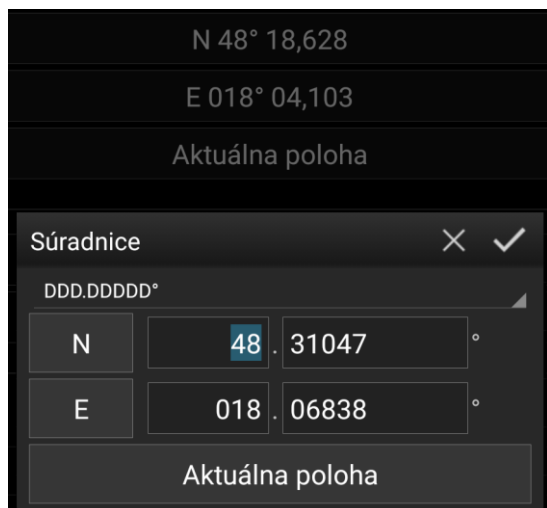 N 48° 18,628
E 018° 04,103
Aktuálna poloha
Súradnice
DDD.DDDDD°
N 48 . 31047 °
E 018 . 06838 °
Aktuálna poloha